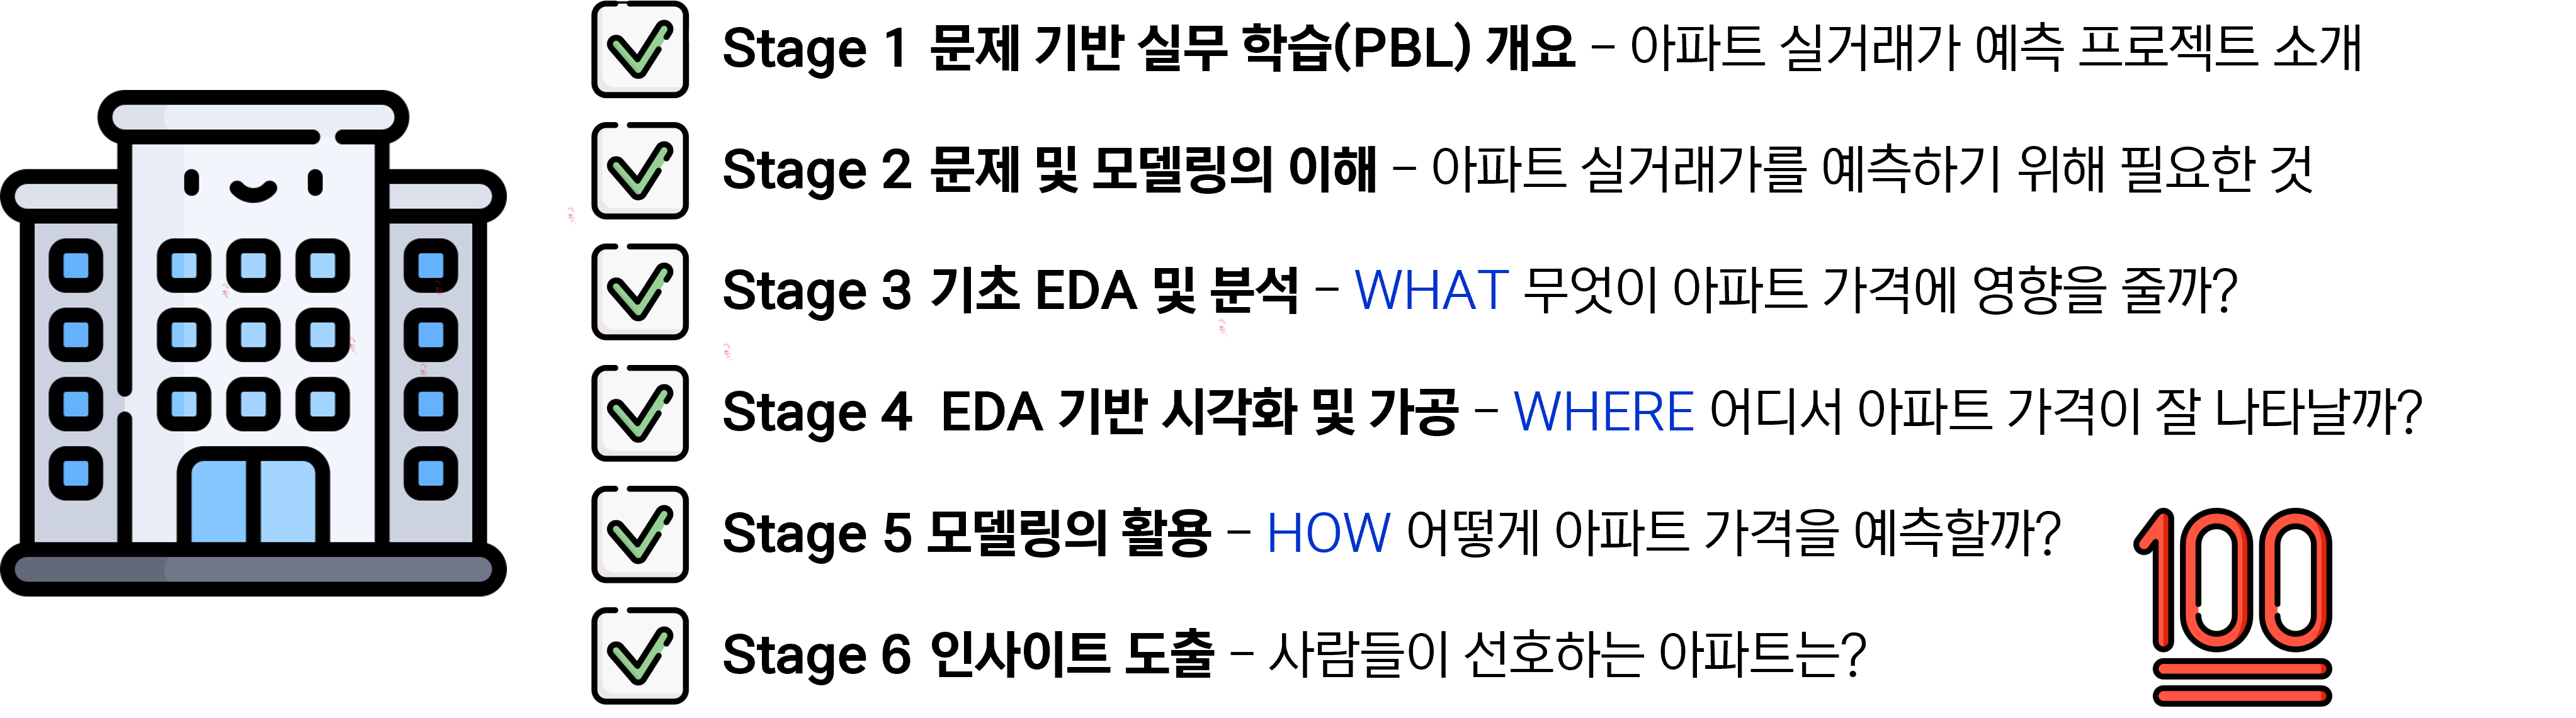 Stage 1 문제 기반 실무 학습(PBL) 개요 – 아파트 실거래가 예측 프로젝트 소개
Stage 2 문제 및 모델링의 이해 – 아파트 실거래가를 예측하기 위해 필요한 것
Stage 3 기초 EDA 및 분석 – WHAT 무엇이 아파트 가격에 영향을 줄까?
Stage 4 EDA 기반 시각화 및 가공 – WHERE 어디서 아파트 가격이 잘 나타날까?
Stage 5 모델링의 활용 – HOW 어떻게 아파트 가격을 예측할까?
Stage 6 인사이트 도출 – 사람들이 선호하는 아파트는?
100